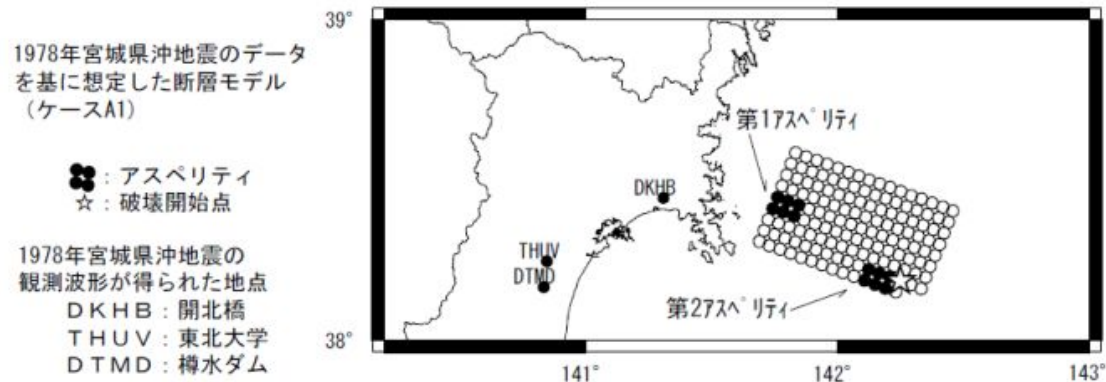 1978年宮城県沖地震のデータ
を基に想定した断層モデル
（ケースA1）
：アスペリティ
☆：破壊開始点
1978年宮城県沖地震の
観測波形が得られた地点
DKHB：開北橋
THUV：東北大学
DTMD：樽水ダム
39°
38°
141°
142°
143°
第1ｱｽﾍﾟﾘﾃｨ
DKHB
THUV
DTMD
第2ｱｽﾍﾟﾘﾃｨ